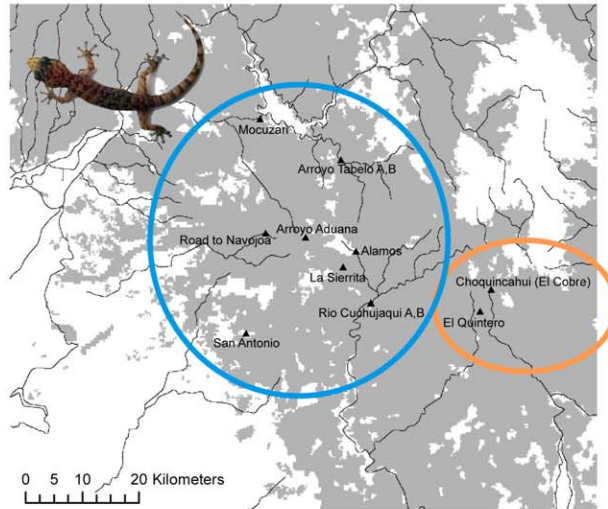 Mocuzari
Arroyo Tabelo A,B
Road to Navojoa
Arroyo Aduana
Alamos
La Sierrita
Choquincahui (El Cobre)
Rio Cuchujaqui A,B
El Quintero
San Antonio
0 5 10 20 Kilometers